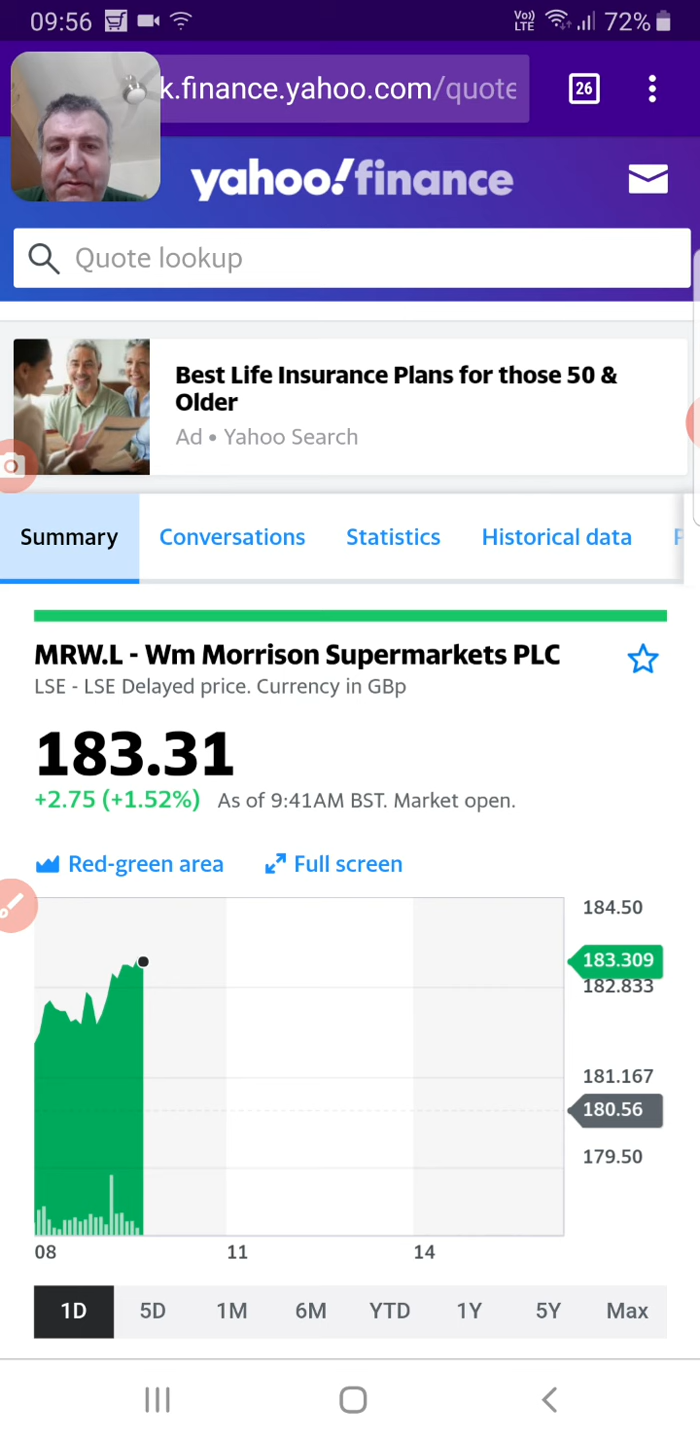 09:56
Vo))
LTE
72%
k.finance.yahoo.com/quote
26
yahoo!finance
Quote lookup
Best Life Insurance Plans for those 50 &
Older
Ad • Yahoo Search
Summary Conversations Statistics Historical data
MRW.L - Wm Morrison Supermarkets PLC
LSE - LSE Delayed price. Currency in GBp
183.31
+2.75 (+1.52%) As of 9:41AM BST. Market open.
Red-green area Full screen
184.50
183.309
182.833
181.167
180.56
179.50
08 11 14
1D 5D 1M 6M YTD 1Y 5Y Max